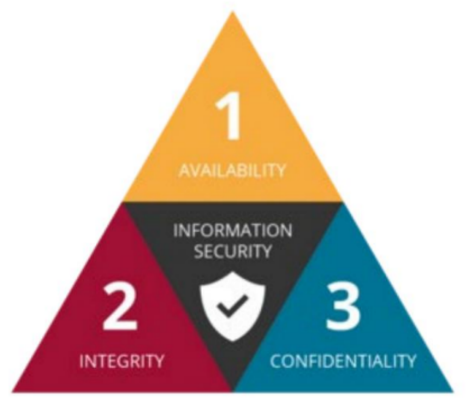 1
AVAILABILITY
INFORMATION
SECURITY
2
INTEGRITY
3
CONFIDENTIALITY